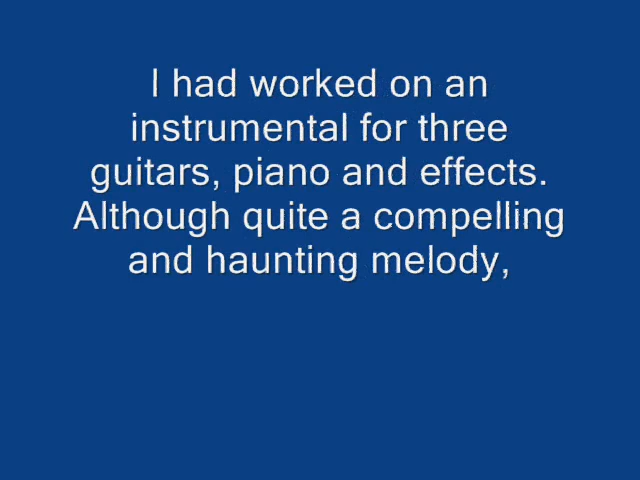 I had worked on an
instrumental for three
guitars, piano and effects.
Although quite a compelling
and haunting melody,